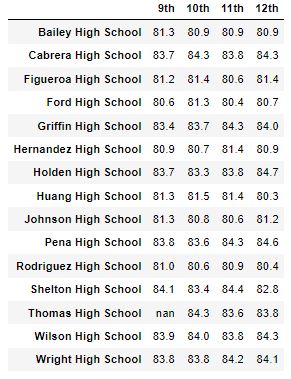 9th 10th 11th 12th
Bailey High School 81.3 80.9 80.9 80.9
Cabrera High School 83.7 84.3 83.8 84.3
Figueroa High School 81.2 81.4 80.6 81.4
Ford High School 80.6 81.3 80.4 80.7
Griffin High School 83.4 83.7 84.3 84.0
Hernandez High School 80.9 80.7 81.4 80.9
Holden High School 83.7 83.3 83.8 84.7
Huang High School 81.3 81.5 81.4 80.3
Johnson High School 81.3 80.8 80.6 81.2
Pena High School 83.8 83.6 84.3 84.6
Rodriguez High School 81.0 80.6 80.9 80.4
Shelton High School 84.1 83.4 84.4 82.8
Thomas High School nan 84.3 83.6 83.8
Wilson High School 83.9 84.0 83.8 84.3
Wright High School 83.8 83.8 84.2 84.1